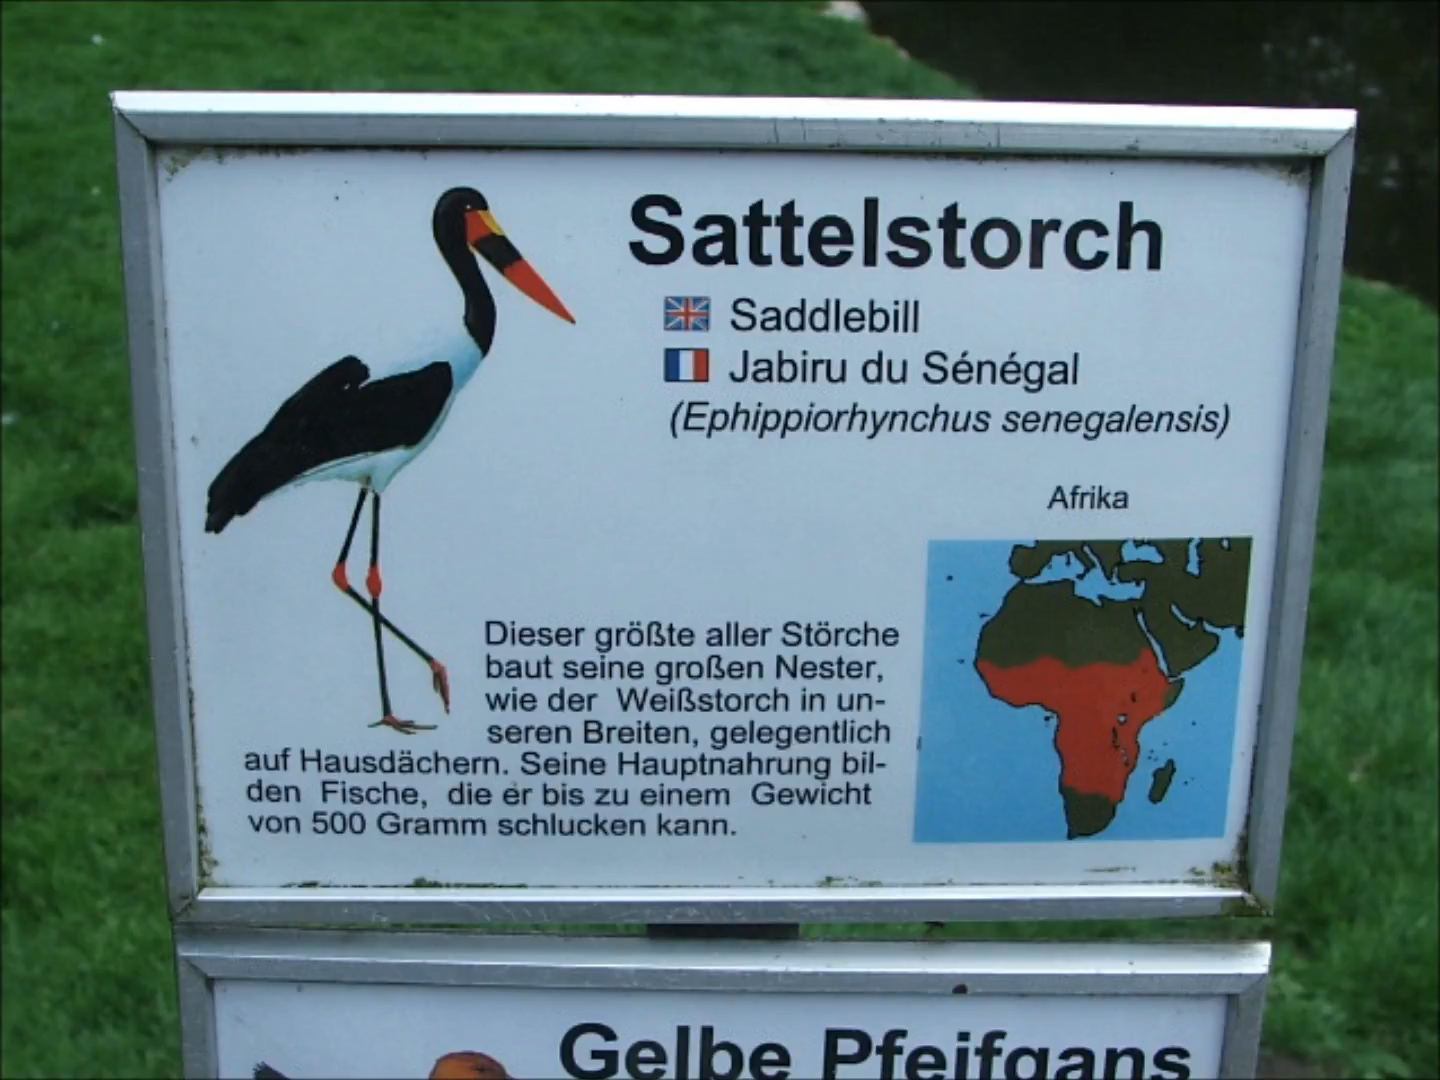 Sattelstorch
Saddlebill
Jabiru du Sénégal
(Ephippiorhynchus senegalensis)
Afrika
Dieser größte aller Störche
baut seine großen Nester,
wie der Weißstorch in un-
seren Breiten, gelegentlich
auf Hausdächern. Seine Hauptnahrung bil-
den Fische, die er bis zu einem Gewicht
von 500 Gramm schlucken kann.
Gelbe Pfeifgans